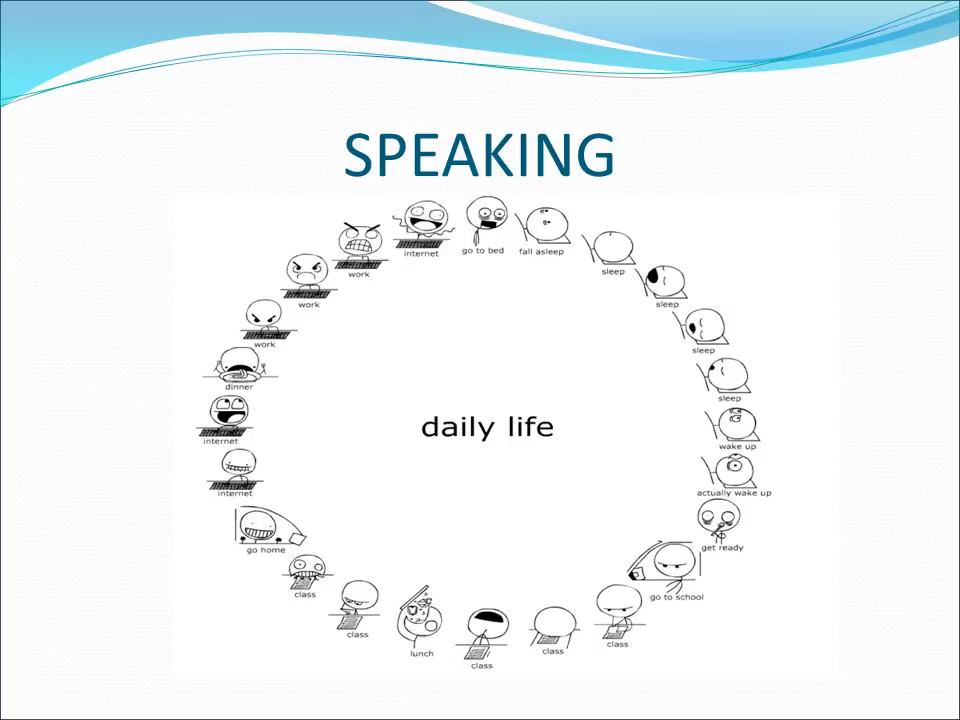 SPEAKING
internet
go to bed
fall asleep
sleep
sleep
sleep
sleep
wake up
actually wake up
get ready
go to school
class
class
class
lunch
class
class
go home
internet
internet
dinner
work
work
work
daily life